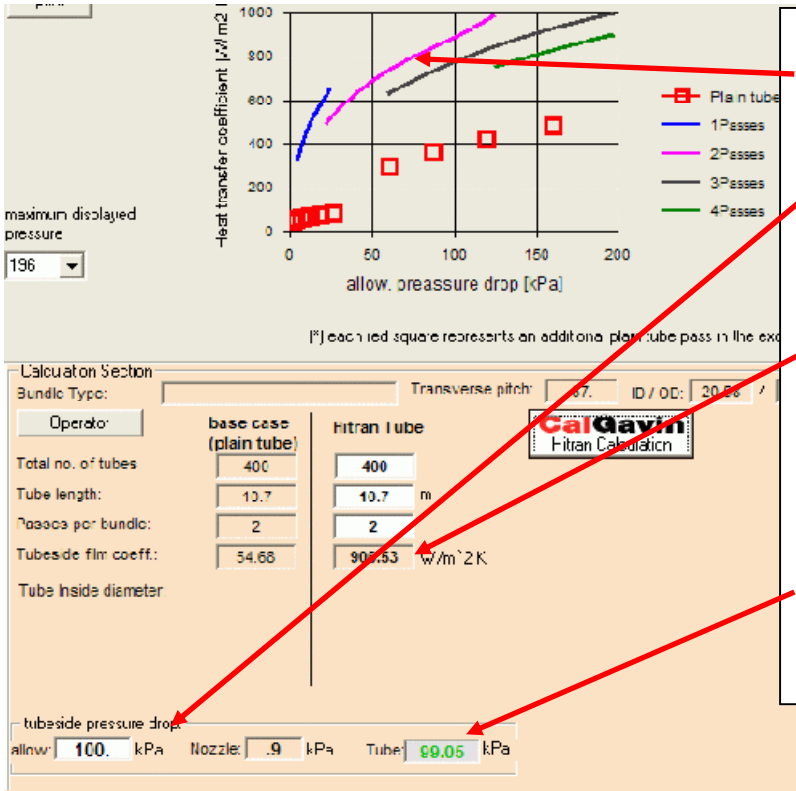 print
Heat transfer coefficient [W/m2
1000
800
600
400
200
0
0 50 100 150 200
allow. preassure drop [kPa]
Plain tube
1Passes
2Passes
3Passes
4Passes
maximum displayed
pressure
196
[*] each red square represents an additional plain tube pass in the exc
Calculation Section
Bundle Type: Transverse pitch: 67. ID / OD: /
Operator base case Hitran Tube
(plain tube)
CalGavin
Hitran Calculation
Total no. of tubes 400 400
Tube length: 10.7 10.7 m
Passes per bundle: 2 2
Tubeside film coeff.: 54.68 W/m^2K
Tube Inside diameter:
tubeside pressure drop:
allow: 100. kPa Nozzle: .9 kPa Tube: 99.05 kPa